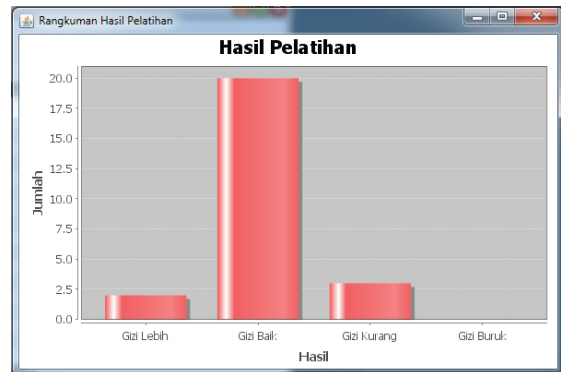 Rangkuman Hasil Pelatihan
Hasil Pelatihan
20.0
17.5
15.0
12.5
10.0
7.5
5.0
2.5
0.0
Jumlah
Gizi Lebih
Gizi Baik
Gizi Kurang
Gizi Buruk
Hasil